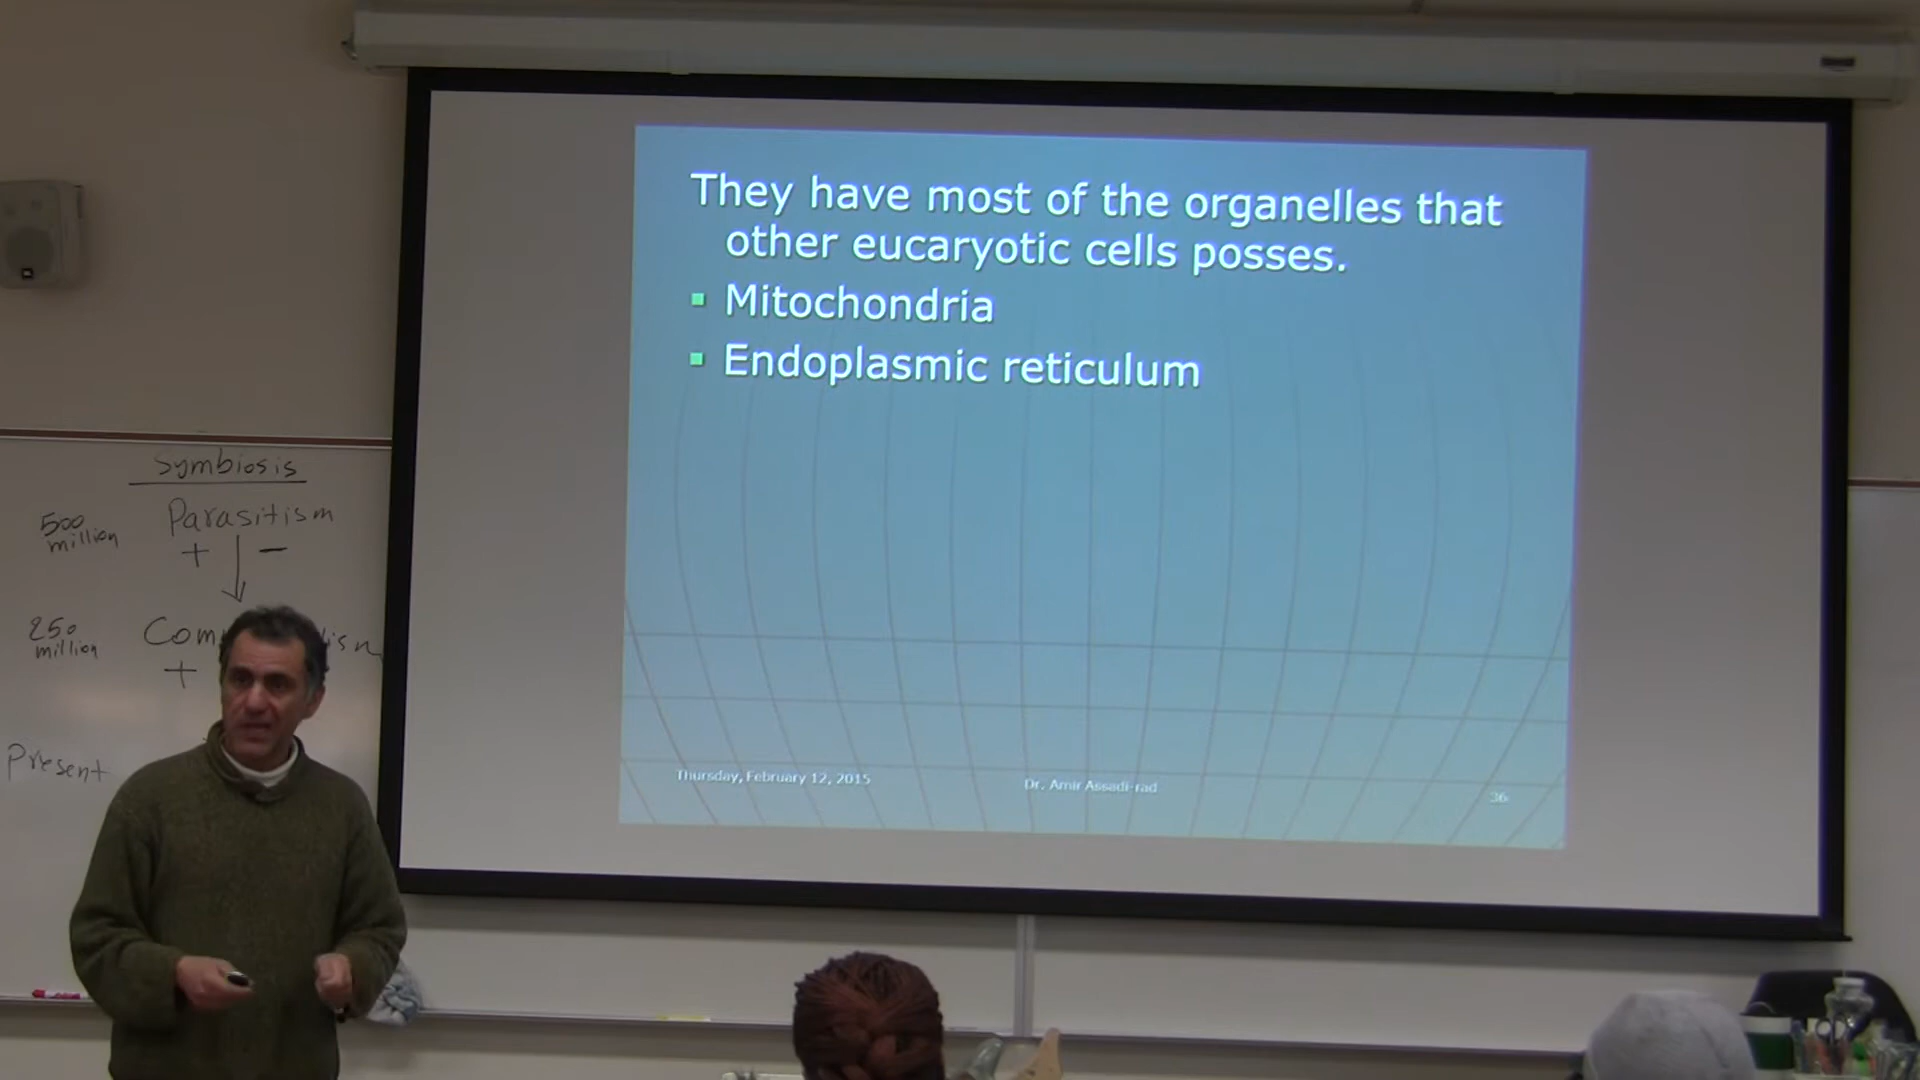 They have most of the organelles that
other eucaryotic cells posses.
Mitochondria
Endoplasmic reticulum
Thursday, February 12, 2015
Dr. Amir Assadi-rad
36
Symbiosis
500
million
Parasitism
+ −
250
million
+
Present